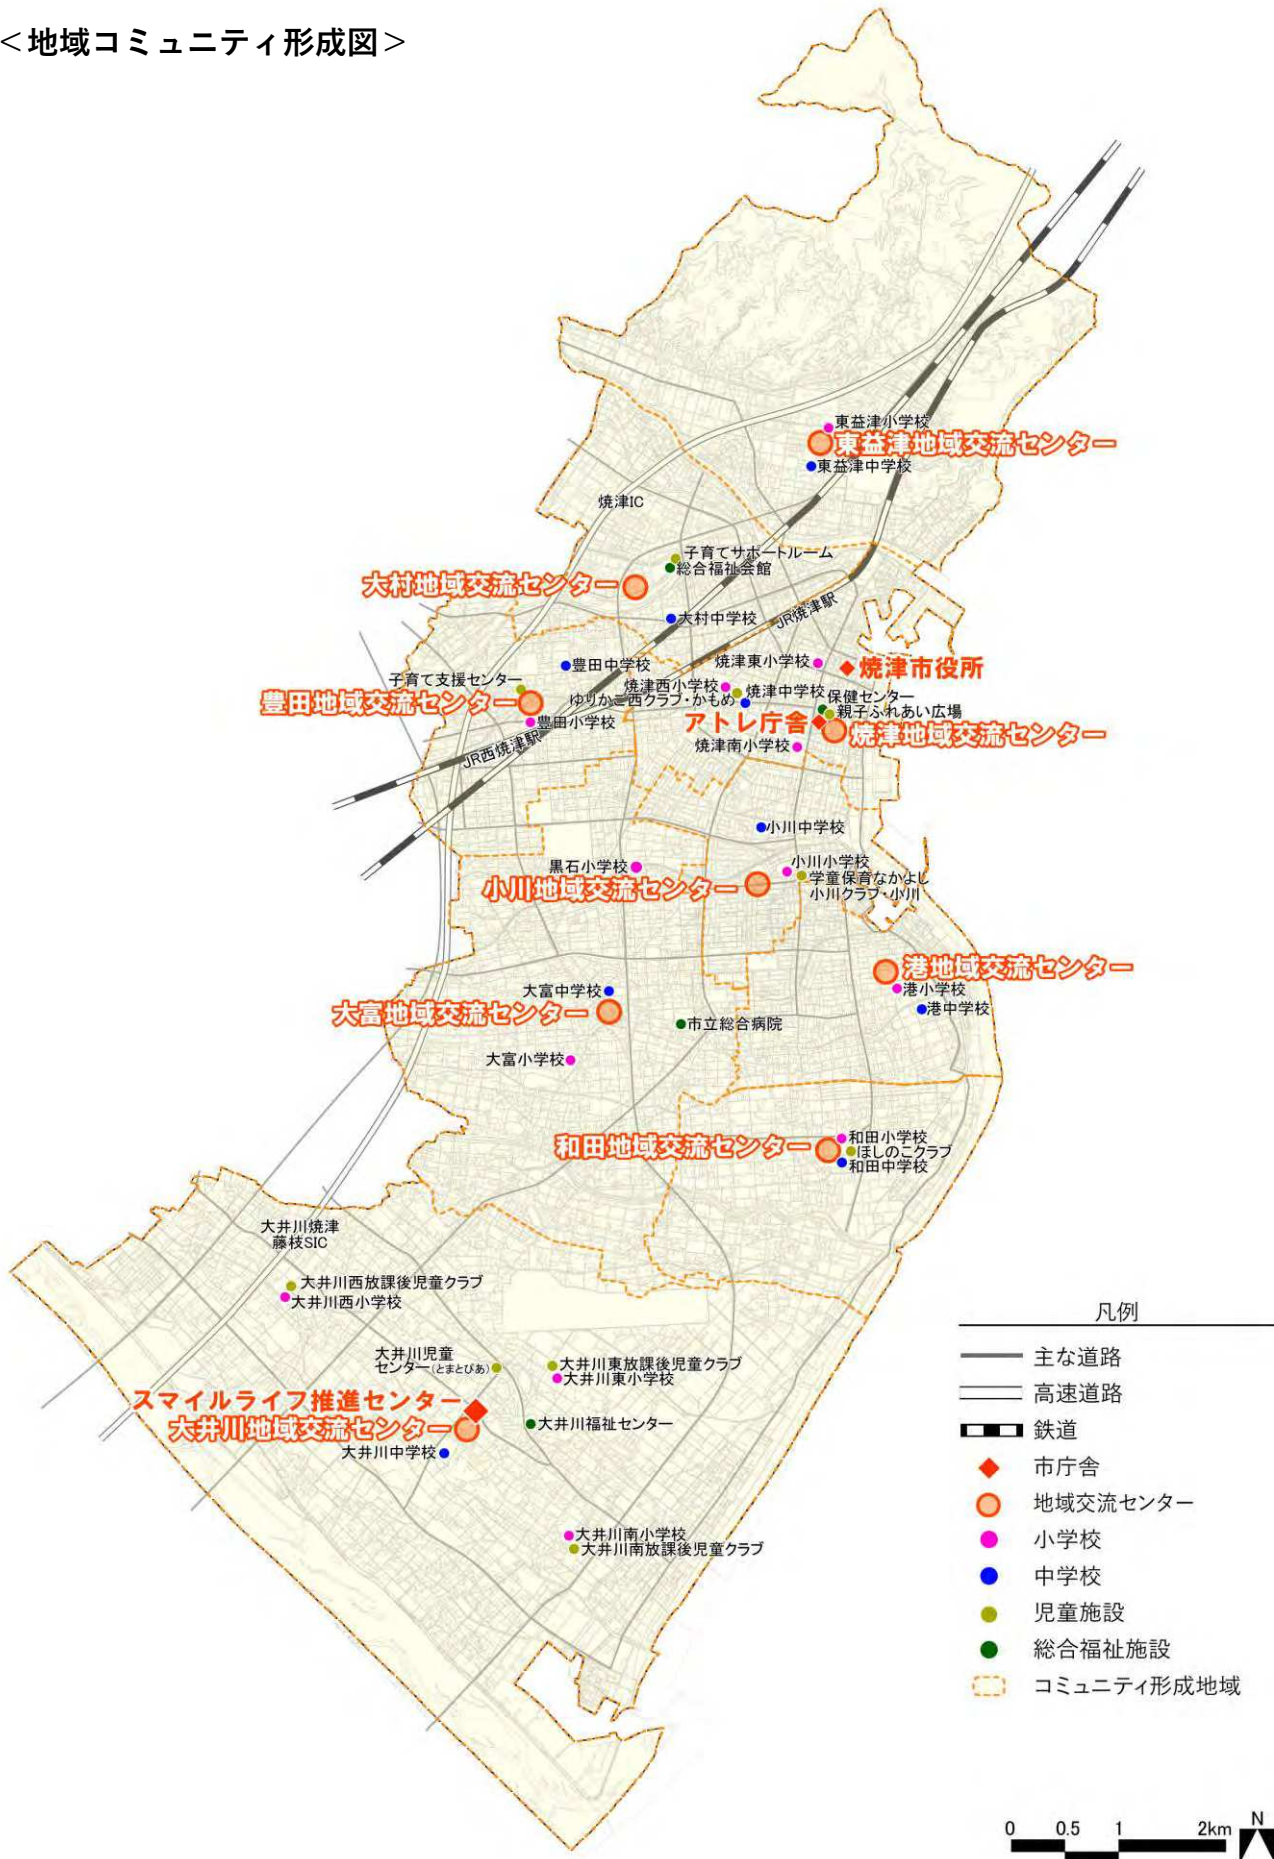 <地域コミュニティ形成図>
東益津小学校
東益津地域交流センター
東益津中学校
焼津IC
子育てサポートルーム
総合福祉会館
大村地域交流センター
大村中学校
JR焼津駅
豊田中学校
焼津東小学校
焼津市役所
子育て支援センター
焼津西小学校
焼津中学校
ゆりかご西クラブ・かもめ
保健センター
豊田地域交流センター
親子ふれあい広場
豊田小学校
アトレ庁舎
焼津地域交流センター
JR西焼津駅
焼津南小学校
小川中学校
黒石小学校
小川小学校
学童保育なかよし
小川クラブ・小川
小川地域交流センター
港地域交流センター
港小学校
大富中学校
港中学校
大富地域交流センター
市立総合病院
大富小学校
和田小学校
和田地域交流センター
ほしのこクラブ
和田中学校
大井川焼津
藤枝SIC
大井川西放課後児童クラブ
大井川西小学校
大井川児童
センター(とまとぴあ)
大井川東放課後児童クラブ
大井川東小学校
スマイルライフ推進センター
大井川地域交流センター
大井川福祉センター
大井川中学校
大井川南小学校
大井川南放課後児童クラブ
凡例
主な道路
高速道路
鉄道
市庁舎
地域交流センター
小学校
中学校
児童施設
総合福祉施設
コミュニティ形成地域
0 0.5 1 2km
N